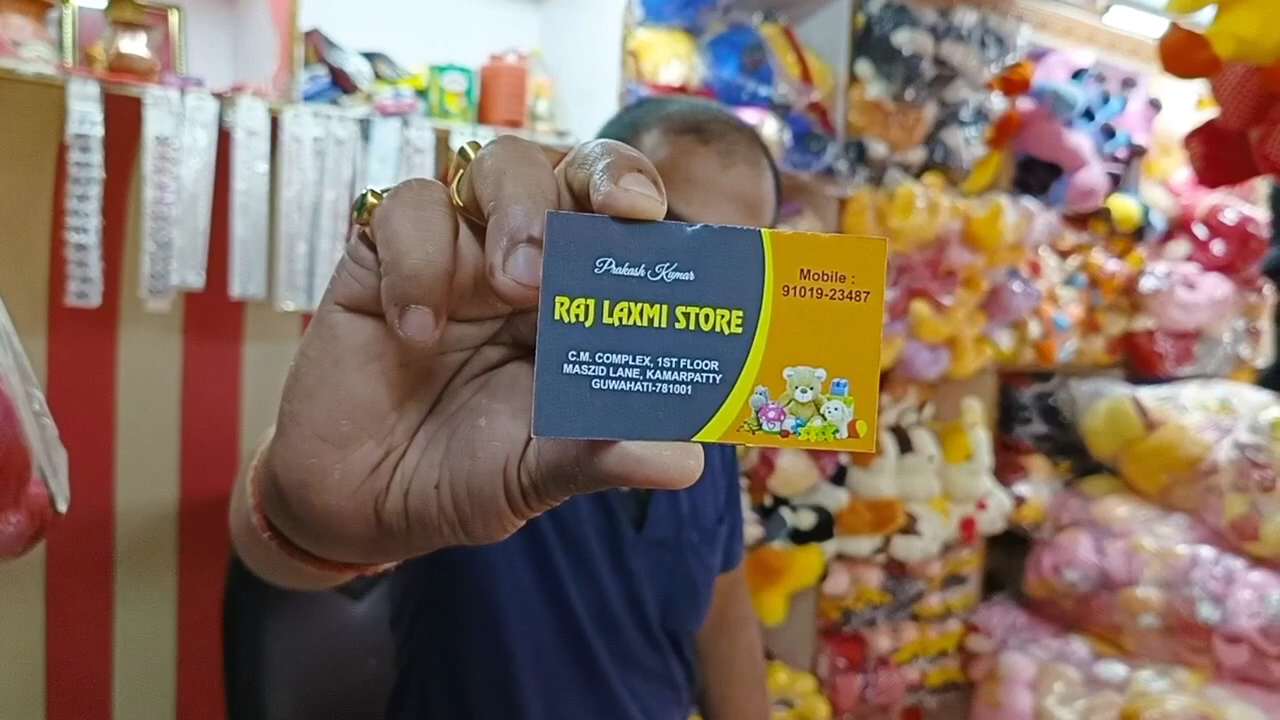 Prakash Kumar
RAJ LAXMI STORE
C.M. COMPLEX, 1ST FLOOR
MASZID LANE, KAMARPATTY
GUWAHATI-781001
Mobile :
91019-23487